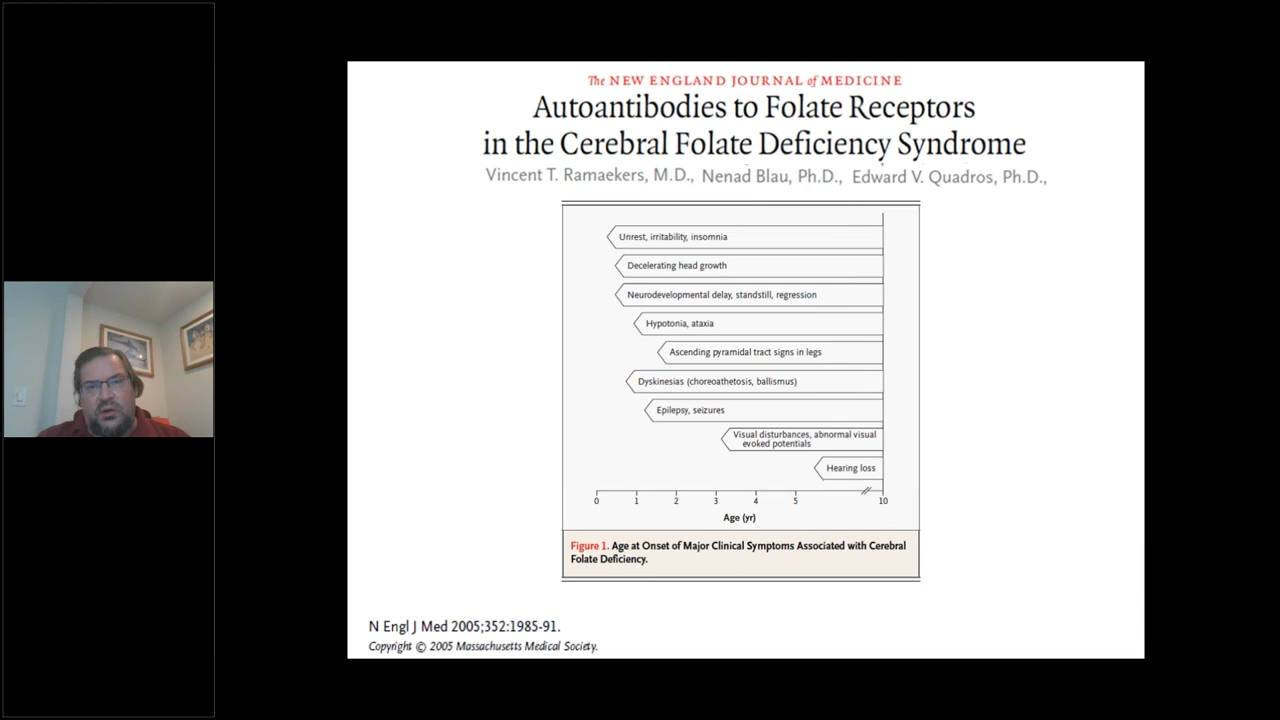 The NEW ENGLAND JOURNAL of MEDICINE
Autoantibodies to Folate Receptors
in the Cerebral Folate Deficiency Syndrome
Vincent T. Ramaekers, M.D., Nenad Blau, Ph.D., Edward V. Quadros, Ph.D.,
Unrest, irritability, insomnia
Decelerating head growth
Neurodevelopmental delay, standstill, regression
Hypotonia, ataxia
Ascending pyramidal tract signs in legs
Dyskinesias (choreoathetosis, ballismus)
Epilepsy, seizures
Visual disturbances, abnormal visual
evoked potentials
Hearing loss
0 1 2 3 4 5 10
Age (yr)
Figure 1. Age at Onset of Major Clinical Symptoms Associated with Cerebral
Folate Deficiency.
N Engl J Med 2005;352:1985-91.
Copyright © 2005 Massachusetts Medical Society.